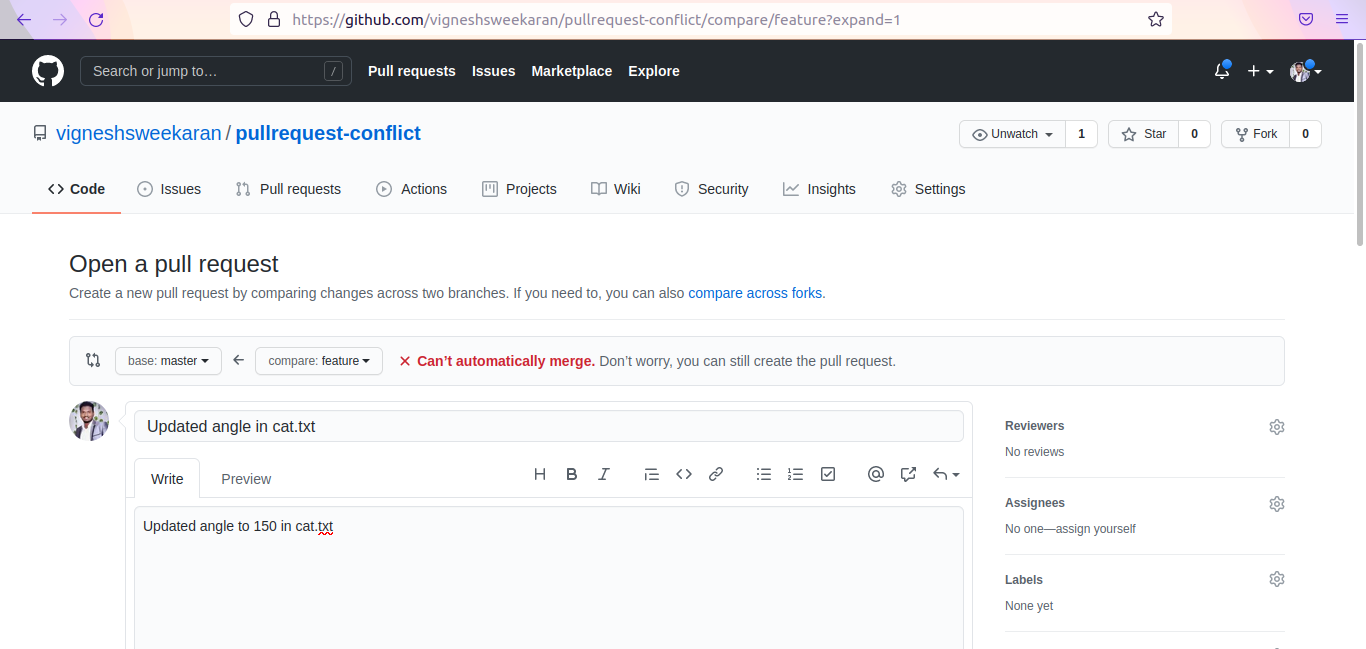 https://github.com/vigneshsweekaran/pullrequest-conflict/compare/feature?expand=1
Search or jump to… / Pull requests Issues Marketplace Explore
vigneshsweekaran / pullrequest-conflict Unwatch 1 Star 0 Fork 0
Code Issues Pull requests Actions Projects Wiki Security Insights Settings
Open a pull request
Create a new pull request by comparing changes across two branches. If you need to, you can also compare across forks.
base: master compare: feature Can’t automatically merge. Don’t worry, you can still create the pull request.
Updated angle in cat.txt
Write Preview H B I
Updated angle to 150 in cat.txt
Reviewers
No reviews
Assignees
No one—assign yourself
Labels
None yet